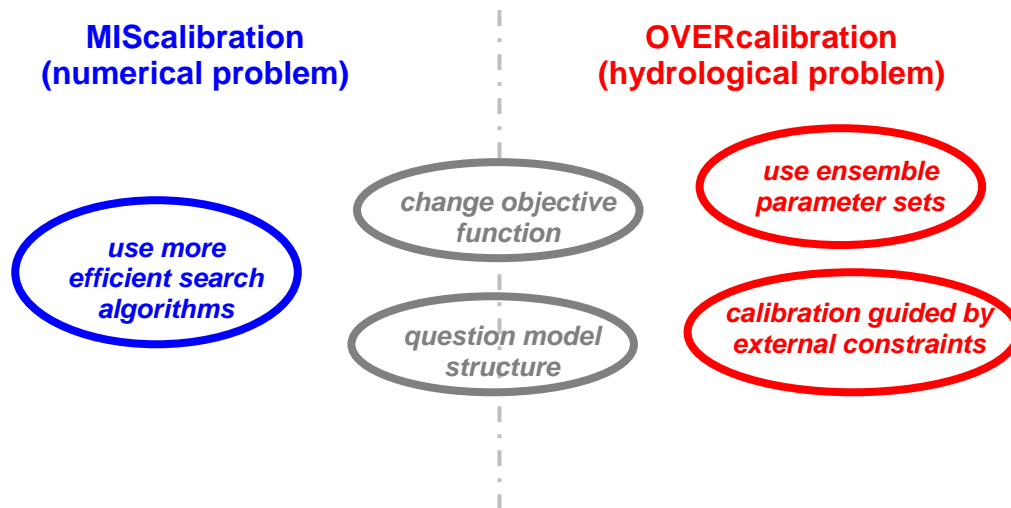 MIScalibration
(numerical problem)
OVERcalibration
(hydrological problem)
use more
efficient search
algorithms
change objective
function
question model
structure
use ensemble
parameter sets
calibration guided by
external constraints